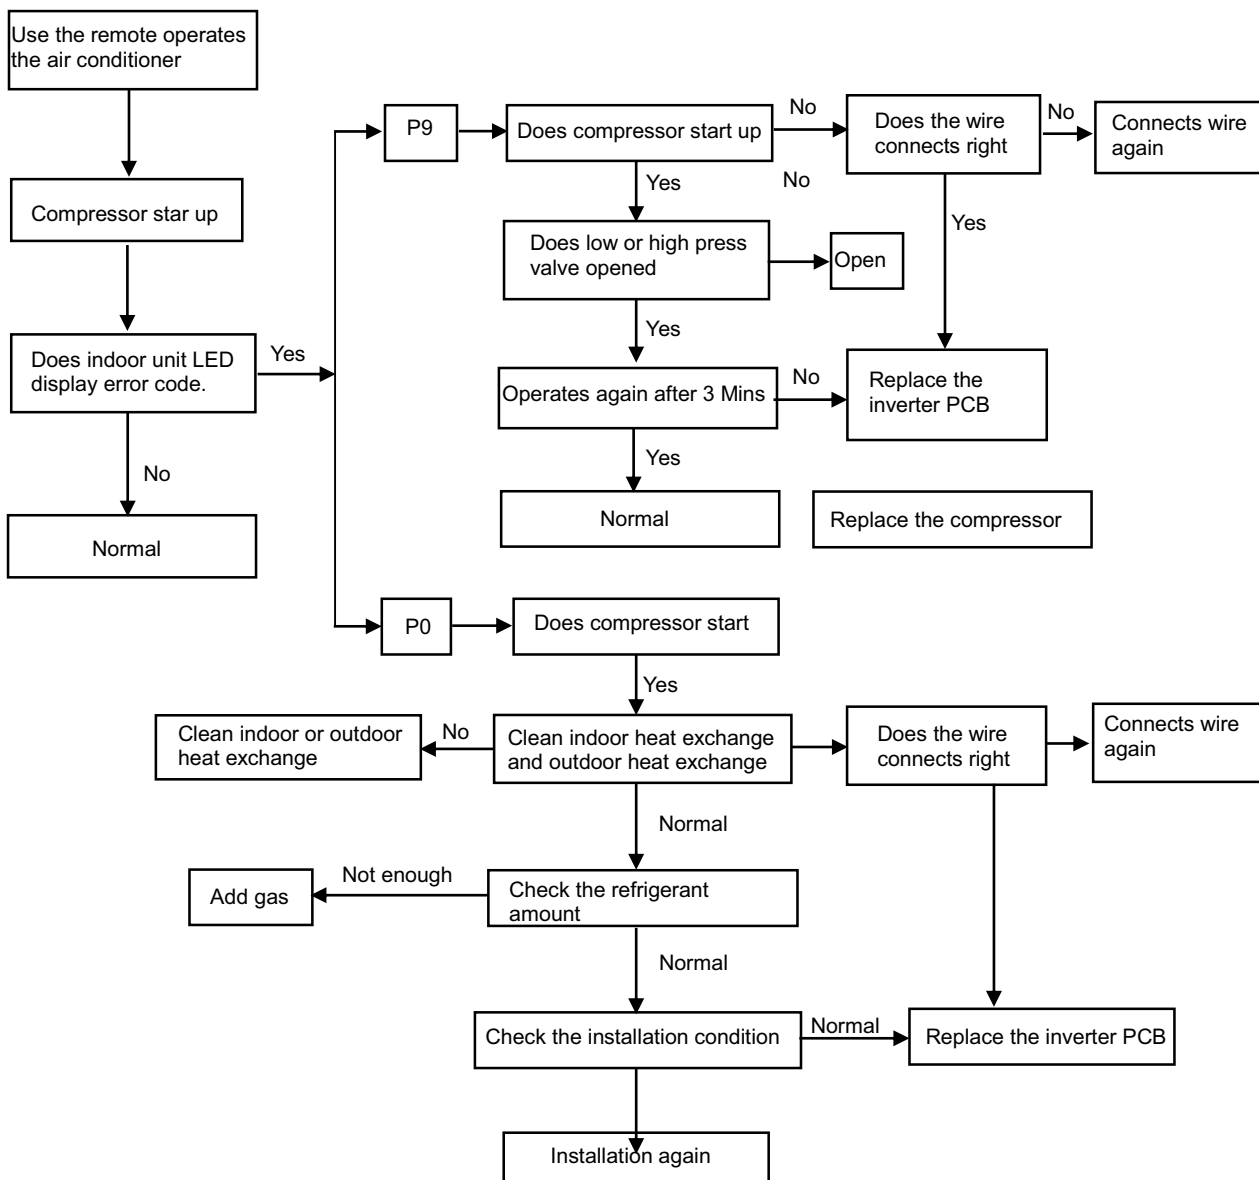 Use the remote operates
the air conditioner
Compressor star up
Does indoor unit LED
display error code.
Yes
No
Normal
P9
Does compressor start up
No
Does the wire
connects right
No
Connects wire
again
Yes
No
Yes
Does low or high press
valve opened
Open
Yes
Operates again after 3 Mins
No
Replace the
inverter PCB
Yes
Normal
Replace the compressor
P0
Does compressor start
Yes
Clean indoor or outdoor
heat exchange
No
Clean indoor heat exchange
and outdoor heat exchange
Does the wire
connects right
Connects wire
again
Normal
Add gas
Not enough
Check the refrigerant
amount
Normal
Check the installation condition
Normal
Replace the inverter PCB
Installation again